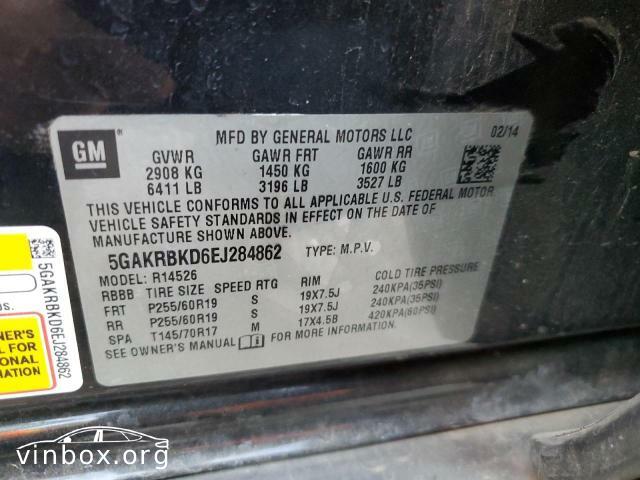 GM
MFD BY GENERAL MOTORS LLC 02/14
GVWR GAWR FRT GAWR RR
2908 KG 1450 KG 1600 KG
6411 LB 3196 LB 3527 LB
THIS VEHICLE CONFORMS TO ALL APPLICABLE U.S. FEDERAL MOTOR
VEHICLE SAFETY STANDARDS IN EFFECT ON THE DATE OF
MANUFACTURE SHOWN ABOVE.
5GAKRBKD6EJ284862 TYPE: M.P.V.
MODEL: R14526
RBBB TIRE SIZE SPEED RTG RIM COLD TIRE PRESSURE
FRT P255/60R19 S 19X7.5J 240KPA(35PSI)
RR P255/60R19 S 19X7.5J 240KPA(35PSI)
SPA T145/70R17 M 17X4.5B 420KPA(60PSI)
SEE OWNER'S MANUAL FOR MORE INFORMATION
5GAKRBKD6EJ284862
NER'S
L FOR
IONAL
MATION
vinbox.org